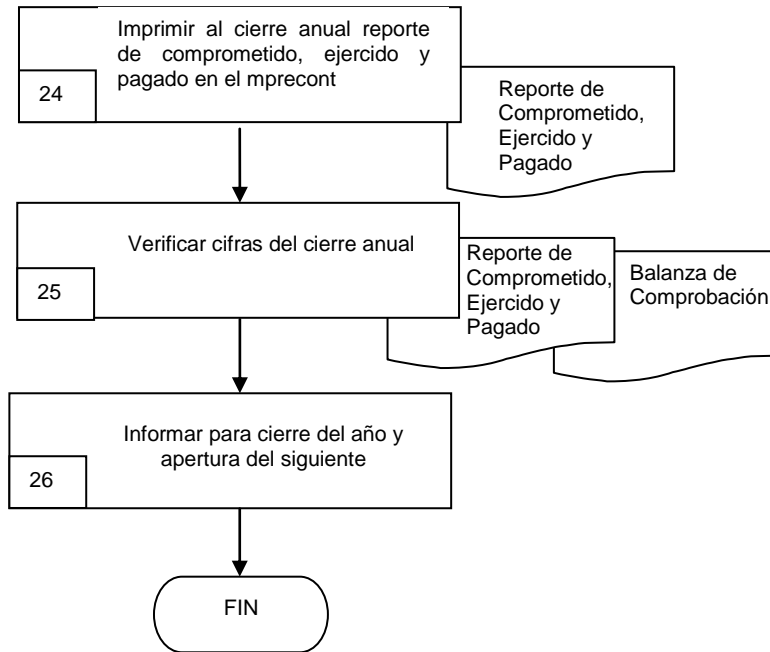 Imprimir al cierre anual reporte
de comprometido, ejercido y
pagado en el mprecont
24
Reporte de
Comprometido,
Ejercido y
Pagado
Verificar cifras del cierre anual
25
Reporte de
Comprometido,
Ejercido y
Pagado
Balanza de
Comprobación
Informar para cierre del año y
apertura del siguiente
26
FIN